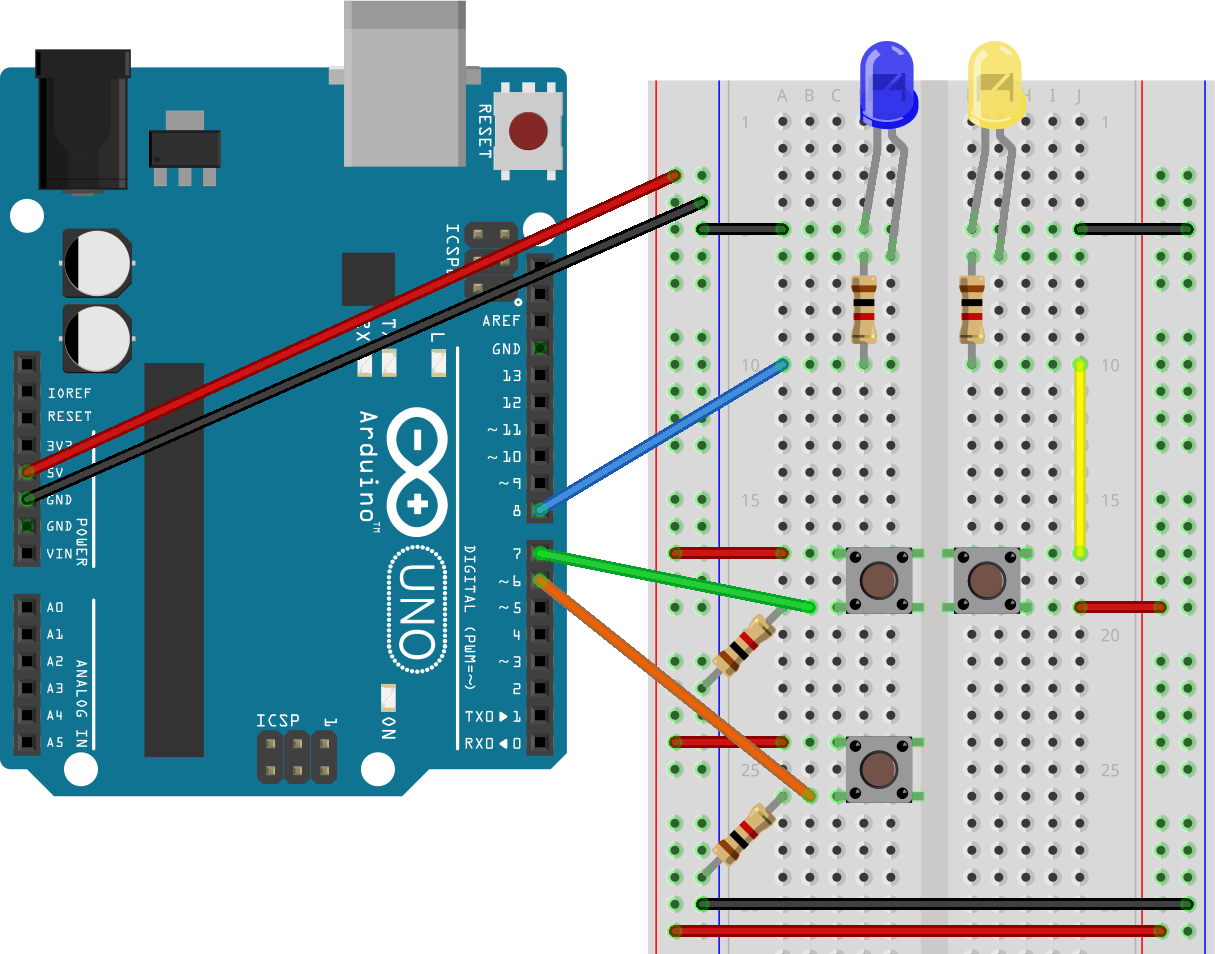 RESET
ICSP
RX
L
AREF
GND
13
12
~11
~10
~9
8
7
~6
~5
4
~3
2
TX0 1
RX0 0
DIGITAL (PWM=~)
IOREF
RESET
3V3
5V
GND
GND
VIN
POWER
A0
A1
A2
A3
A4
A5
ANALOG IN
Arduino™
UNO
ICSP
1
ON
A B C
H I J
1 1
10 10
15 15
20
25 25